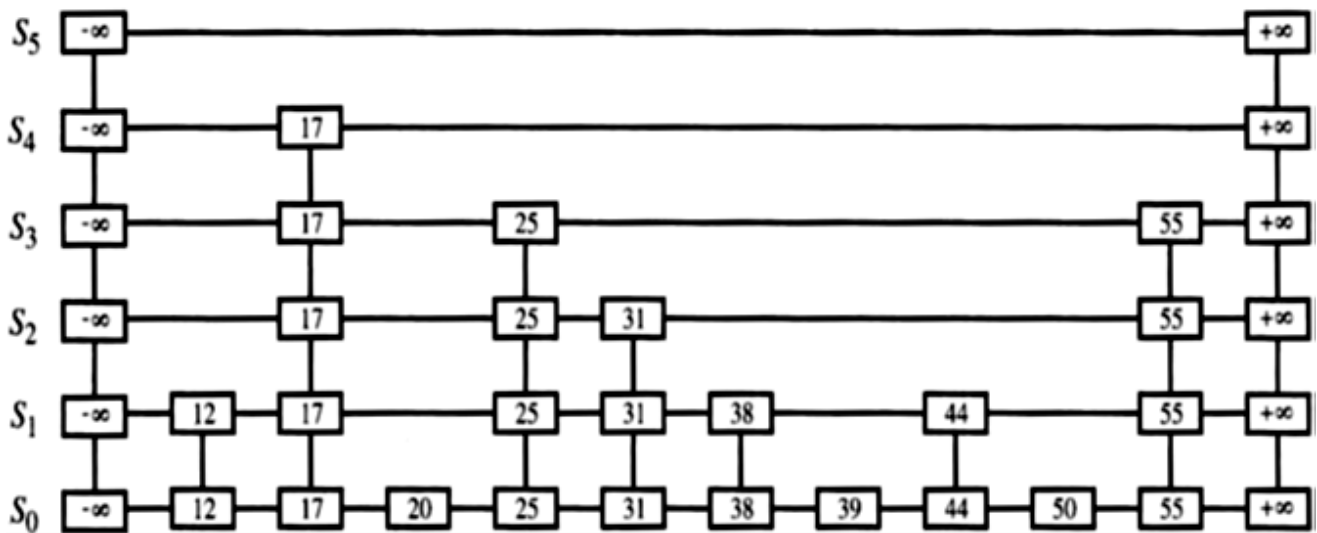 S5 -∞ +∞
S4 -∞ 17 +∞
S3 -∞ 17 25 55 +∞
S2 -∞ 17 25 31 55 +∞
S1 -∞ 12 17 25 31 38 44 55 +∞
S0 -∞ 12 17 20 25 31 38 39 44 50 55 +∞